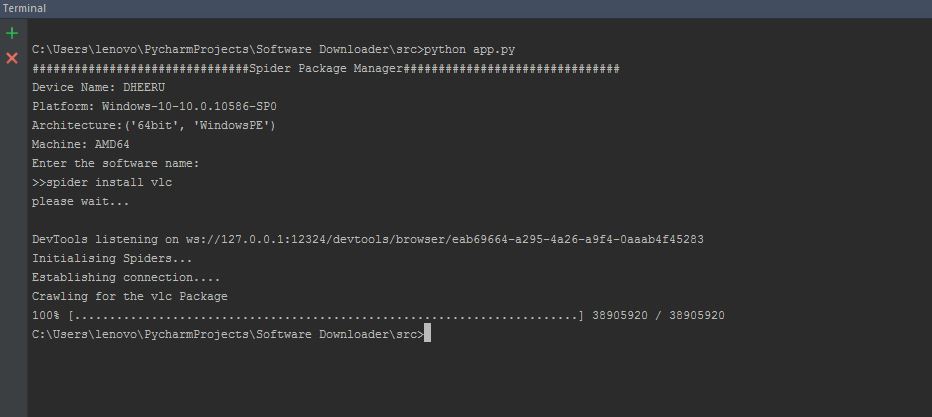 Terminal
C:\Users\lenovo\PycharmProjects\Software Downloader\src>python app.py
###############################Spider Package Manager###############################
Device Name: DHEERU
Platform: Windows-10-10.0.10586-SP0
Architecture:('64bit', 'WindowsPE')
Machine: AMD64
Enter the software name:
>>spider install vlc
please wait...
DevTools listening on ws://127.0.0.1:12324/devtools/browser/eab69664-a295-4a26-a9f4-0aaab4f45283
Initialising Spiders...
Establishing connection....
Crawling for the vlc Package
100% [........................................................................] 38905920 / 38905920
C:\Users\lenovo\PycharmProjects\Software Downloader\src>